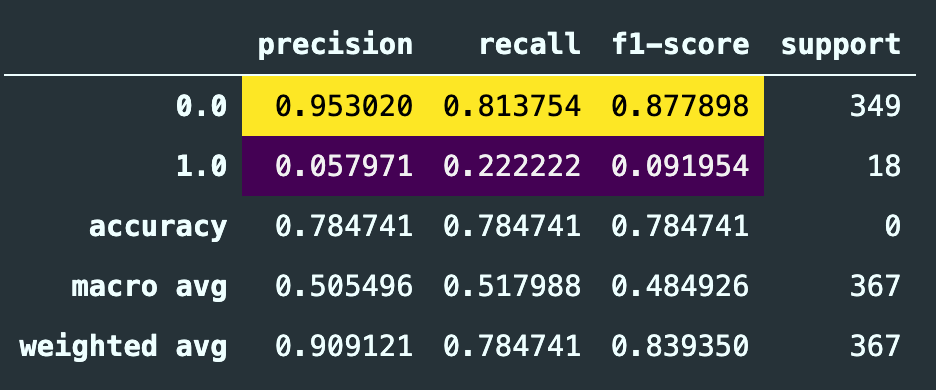 precision recall f1-score support
0.0 0.953020 0.813754 0.877898 349
1.0 0.057971 0.222222 0.091954 18
accuracy 0.784741 0.784741 0.784741 0
macro avg 0.505496 0.517988 0.484926 367
weighted avg 0.909121 0.784741 0.839350 367